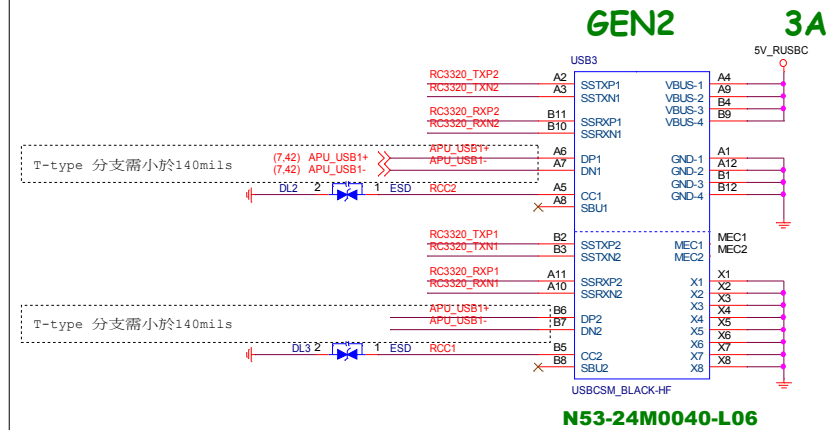 GEN2 3A
5V_RUSBC
USB3
RC3320_TXP2 A2 SSTXP1 VBUS-1 A4
RC3320_TXN2 A3 SSTXN1 VBUS-2 A9
VBUS-3 B4
RC3320_RXP2 B11 SSRXP1 VBUS-4 B9
RC3320_RXN2 B10 SSRXN1
T-type 分支需小於140mils
(7,42) APU_USB1+ APU_USB1+ A6 DP1 GND-1 A1
(7,42) APU_USB1- APU_USB1- A7 DN1 GND-2 A12
GND-3 B1
DL2 2 1 ESD RCC2 A5 CC1 GND-4 B12
A8 SBU1
RC3320_TXP1 B2 SSTXP2 MEC1 MEC1
RC3320_TXN1 B3 SSTXN2 MEC2 MEC2
RC3320_RXP1 A11 SSRXP2 X1 X1
RC3320_RXN1 A10 SSRXN2 X2 X2
X3 X3
T-type 分支需小於140mils
APU_USB1+ B6 DP2 X4 X4
APU_USB1- B7 DN2 X5 X5
X6 X6
DL3 2 1 ESD RCC1 B5 CC2 X7 X7
B8 SBU2 X8 X8
USBCSM_BLACK-HF
N53-24M0040-L06